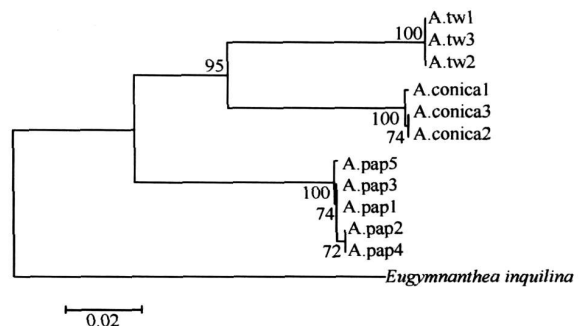 A.tw1
100
A.tw3
A.tw2
95
A.conica1
A.conica3
100
A.conica2
74
A.pap5
A.pap3
100
A.pap1
74
A.pap2
A.pap4
72
Eugymnanthea inquilina
0.02